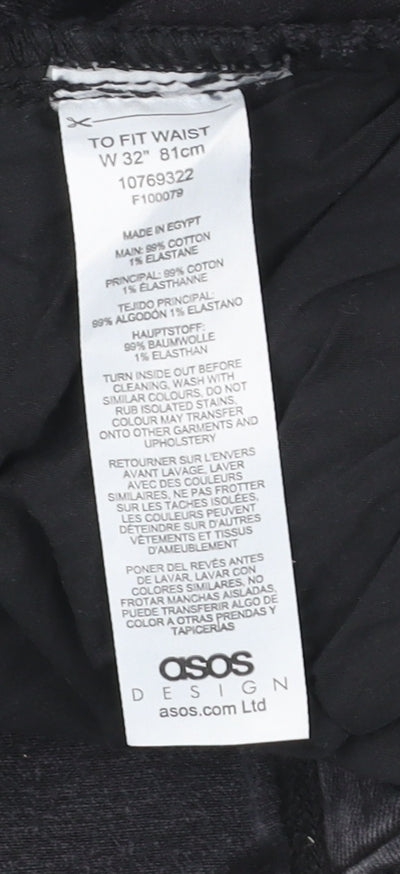 TO FIT WAIST
W 32" 81cm
10769322
F100079
MADE IN EGYPT
MAIN: 99% COTTON
1% ELASTANE
PRINCIPAL: 99% COTON
1% ÉLASTHANNE
TEJIDO PRINCIPAL:
99% ALGODÓN 1% ELASTANO
HAUPTSTOFF:
99% BAUMWOLLE
1% ELASTHAN
TURN INSIDE OUT BEFORE
CLEANING, WASH WITH
SIMILAR COLOURS, DO NOT
RUB ISOLATED STAINS.
COLOUR MAY TRANSFER
ONTO OTHER GARMENTS AND
UPHOLSTERY
RETOURNER SUR L'ENVERS
AVANT LAVAGE, LAVER
AVEC DES COULEURS
SIMILAIRES, NE PAS FROTTER
SUR LES TACHES ISOLÉES,
LES COULEURS PEUVENT
DÉTEINDRE SUR D'AUTRES
VÊTEMENTS ET TISSUS
D'AMEUBLEMENT
PONER DEL REVÉS ANTES
DE LAVAR, LAVAR CON
COLORES SIMILARES, NO
FROTAR MANCHAS AISLADAS,
PUEDE TRANSFERIR ALGO DE
COLOR A OTRAS PRENDAS Y
TAPICERÍAS
asos
DESIGN
asos.com Ltd